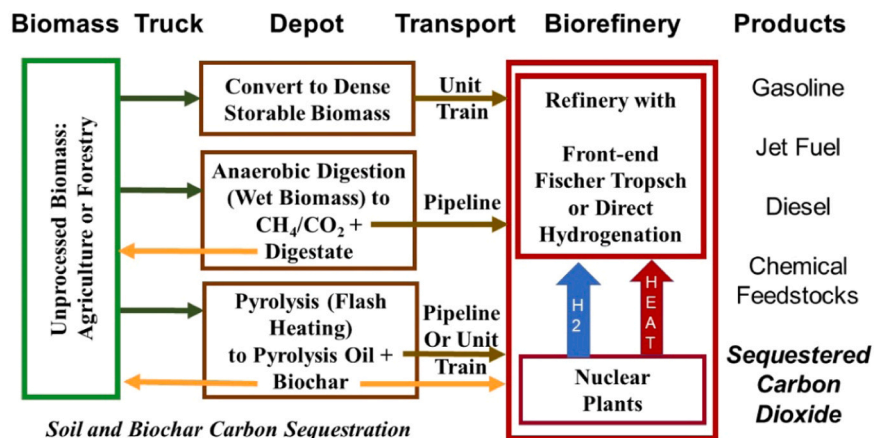 Biomass Truck Depot Transport Biorefinery Products
Unprocessed Biomass:
Agriculture or Forestry
Convert to Dense
Storable Biomass
Unit
Train
Anaerobic Digestion
(Wet Biomass) to
CH₄/CO₂ +
Digestate
Pipeline
Pyrolysis (Flash
Heating)
to Pyrolysis Oil +
Biochar
Pipeline
Or Unit
Train
Refinery with
Front-end
Fischer Tropsch
or Direct
Hydrogenation
H2
HEAT
Nuclear
Plants
Gasoline
Jet Fuel
Diesel
Chemical
Feedstocks
Sequestered
Carbon
Dioxide
Soil and Biochar Carbon Sequestration